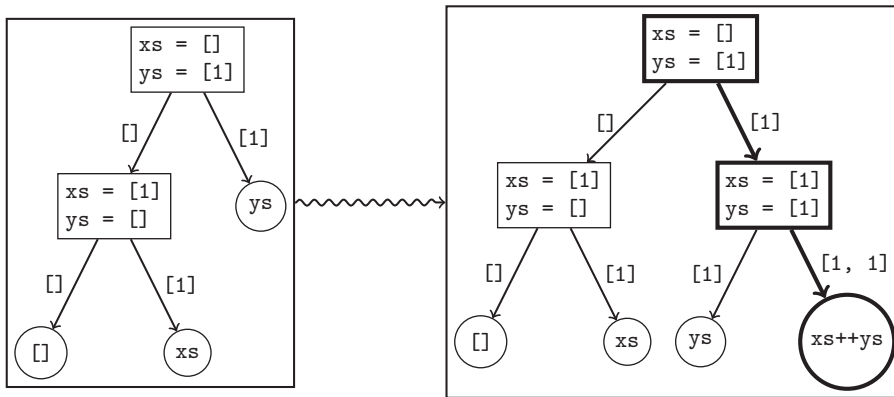 xs = []
ys = [1]
[]
[1]
xs = [1]
ys = []
ys
[]
[1]
[]
xs
xs = []
ys = [1]
[]
[1]
xs = [1]
ys = []
xs = [1]
ys = [1]
[]
[1]
[1]
[1, 1]
[]
xs
ys
xs++ys